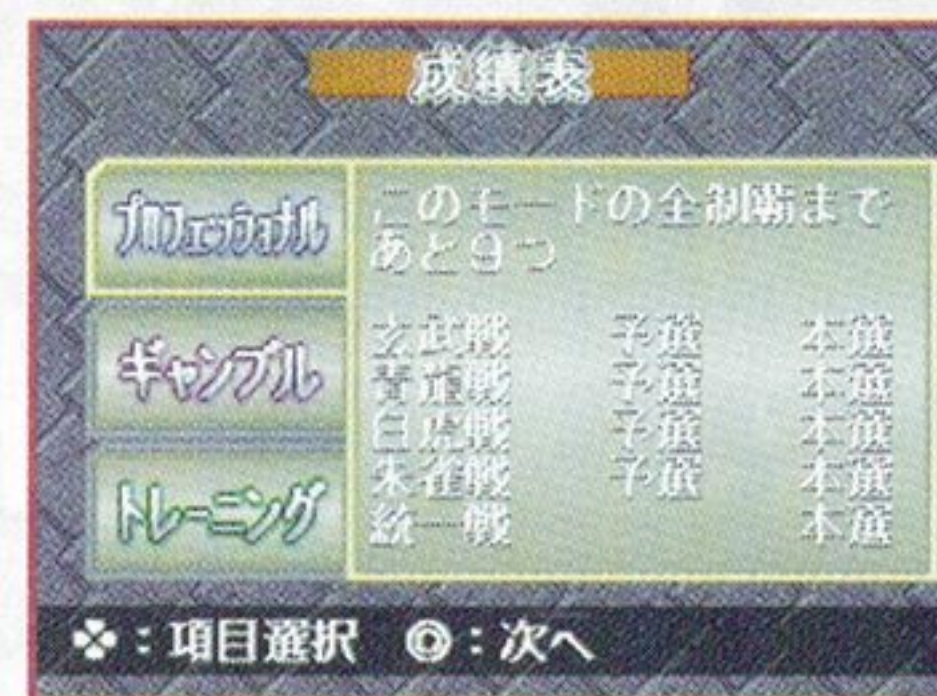 成績表
プロフェッショナル
ギャンブル
トレーニング
このモードの全制覇まで
あと9つ
玄武戦 予選 本選
青龍戦 予選 本選
白虎戦 予選 本選
朱雀戦 予選 本選
統一戦 本選
：項目選択 ◎：次へ